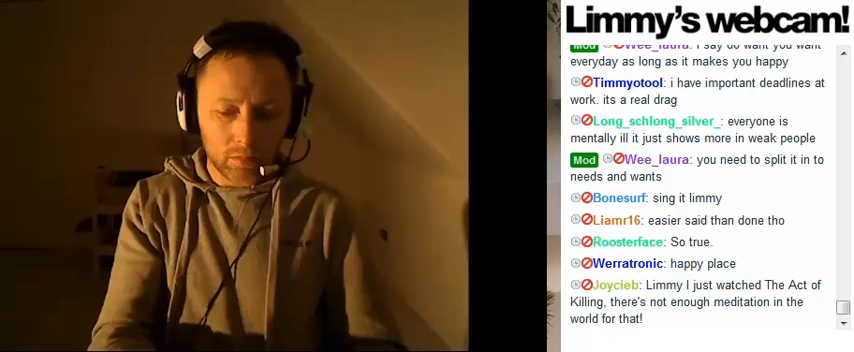 Limmy's webcam!
Mod Wee_laura: i say do want you want
everyday as long as it makes you happy
Timmyotool: i have important deadlines at
work. its a real drag
Long_schlong_silver_: everyone is
mentally ill it just shows more in weak people
Mod Wee_laura: you need to split it in to
needs and wants
Bonesurf: sing it limmy
Liamr16: easier said than done tho
Roosterface: So true.
Werratronic: happy place
Joycieb: Limmy I just watched The Act of
Killing, there's not enough meditation in the
world for that!